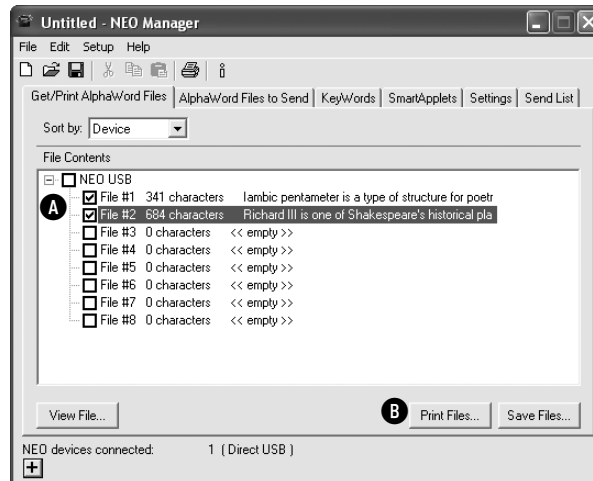 Untitled - NEO Manager
File Edit Setup Help
Get/Print AlphaWord Files AlphaWord Files to Send KeyWords SmartApplets Settings Send List
Sort by: Device
File Contents
NEO USB
A
File #1 341 characters Iambic pentameter is a type of structure for poetr
File #2 684 characters Richard III is one of Shakespeare's historical pla
File #3 0 characters << empty >>
File #4 0 characters << empty >>
File #5 0 characters << empty >>
File #6 0 characters << empty >>
File #7 0 characters << empty >>
File #8 0 characters << empty >>
View File... B Print Files... Save Files...
NEO devices connected: 1 ( Direct USB )